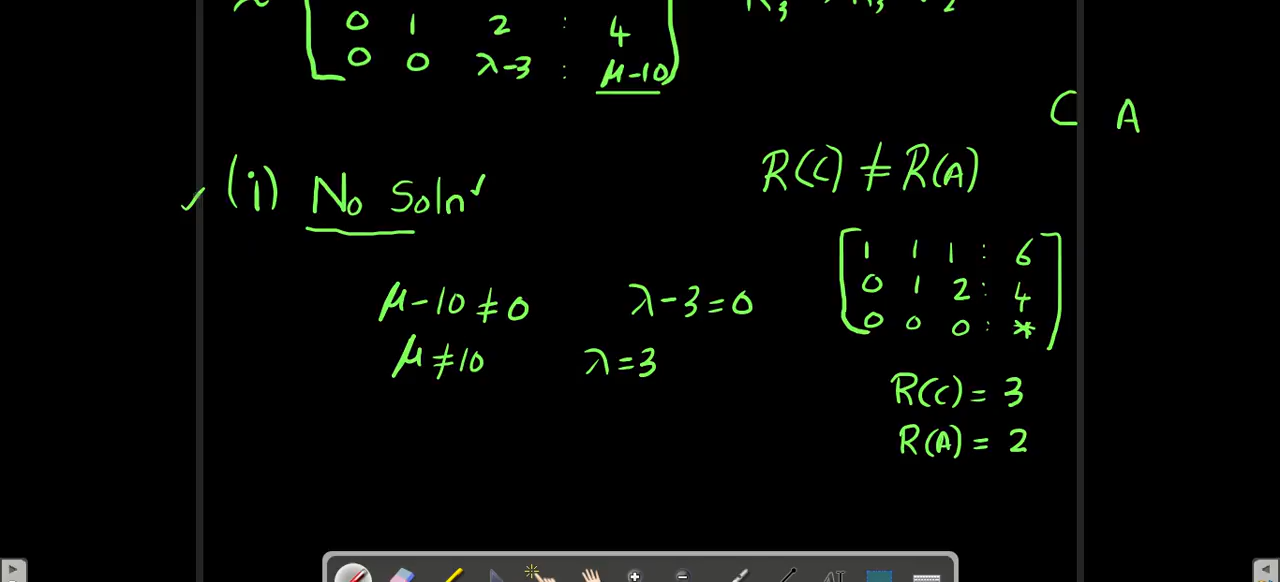 0 1 2 : 4
0 0 λ-3 : μ-10
C A
(i) No Soln
R(C) ≠ R(A)
μ-10 ≠ 0 λ-3 = 0
μ ≠ 10 λ = 3
1 1 1 : 6
0 1 2 : 4
0 0 0 : *
R(C) = 3
R(A) = 2